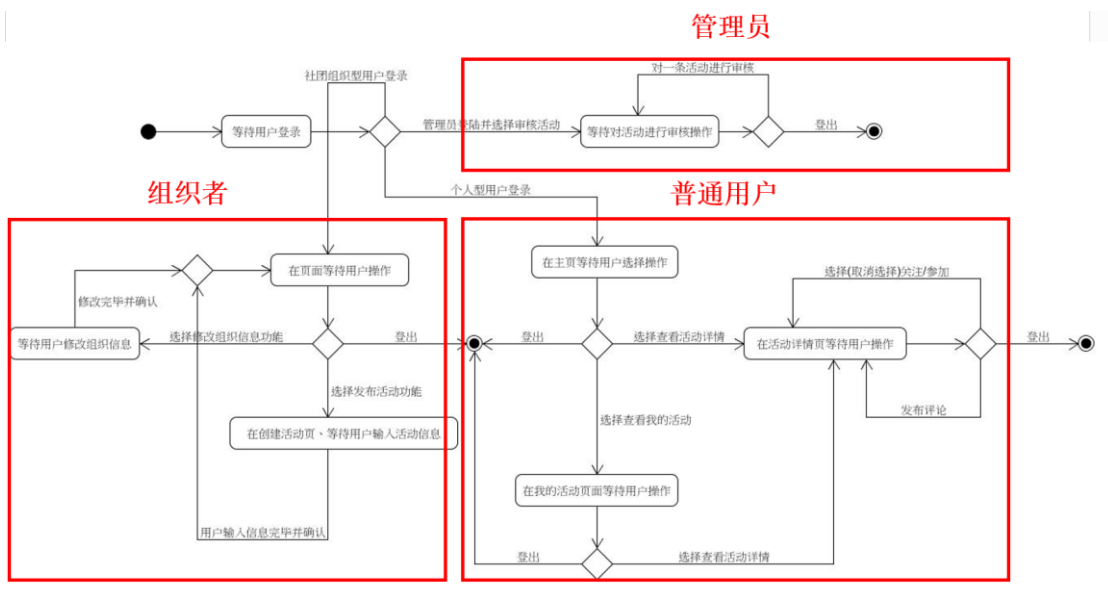 管理员
社团组织型用户登录
对一条活动进行审核
等待用户登录
管理员登陆并选择审核活动
等待对活动进行审核操作
登出
组织者
个人型用户登录
普通用户
在页面等待用户操作
在主页等待用户选择操作
选择(取消选择)关注/参加
修改完毕并确认
等待用户修改组织信息
选择修改组织信息功能
登出
登出
选择查看活动详情
在活动详情页等待用户操作
登出
选择发布活动功能
发布评论
在创建活动页、等待用户输入活动信息
选择查看我的活动
在我的活动页面等待用户操作
用户输入信息完毕并确认
登出
选择查看活动详情